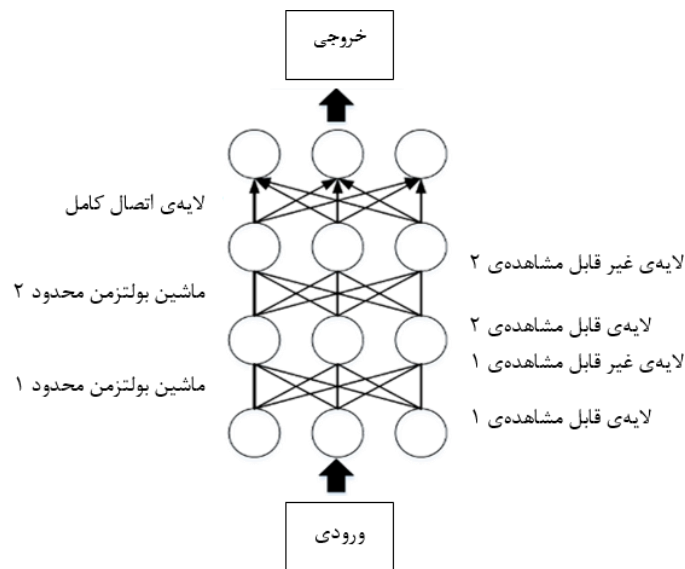 خروجی
لایه‌ی اتصال کامل
لایه‌ی غیر قابل مشاهده‌ی ۲
ماشین بولتزمن محدود ۲
لایه‌ی قابل مشاهده‌ی ۲
لایه‌ی غیر قابل مشاهده‌ی ۱
ماشین بولتزمن محدود ۱
لایه‌ی قابل مشاهده‌ی ۱
ورودی